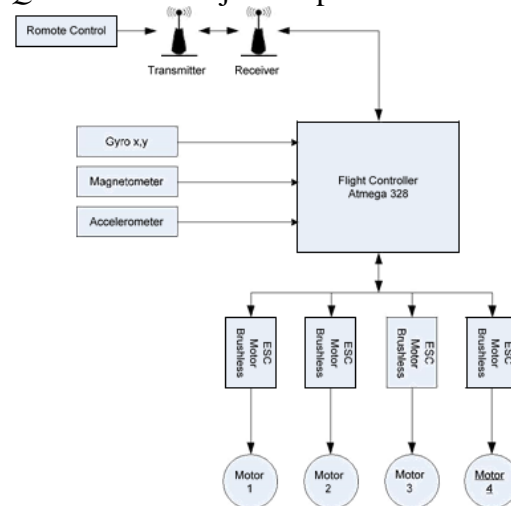 Romote Control
Transmitter
Receiver
Gyro x,y
Magnetometer
Accelerometer
Flight Controller
Atmega 328
ESC
Motor
Brushless
ESC
Motor
Brushless
ESC
Motor
Brushless
ESC
Motor
Brushless
Motor
1
Motor
2
Motor
3
Motor
4